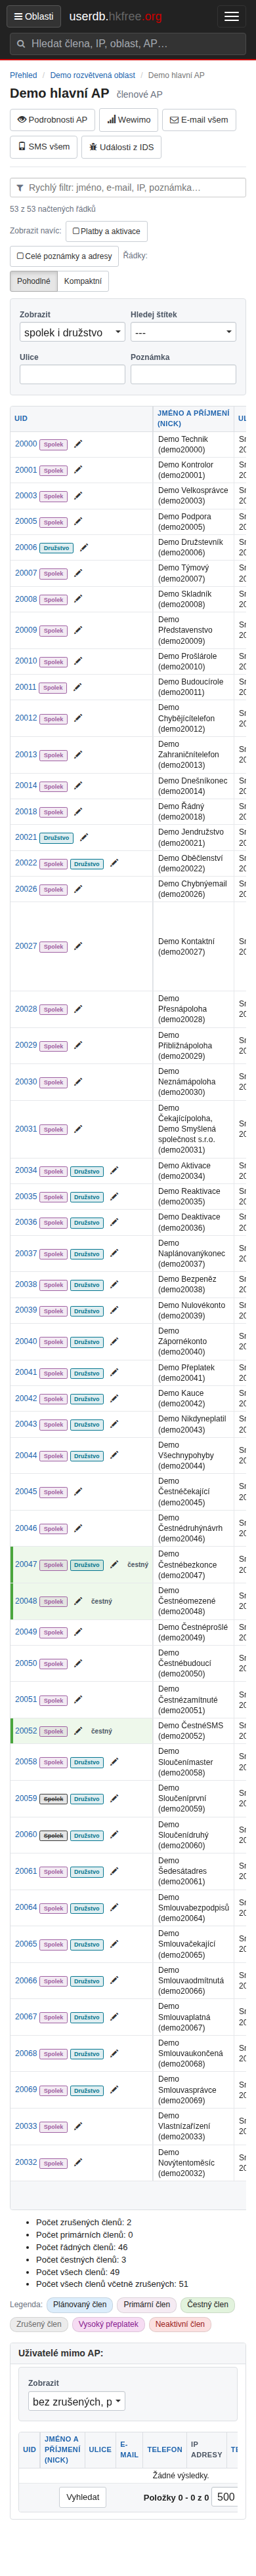 Oblasti userdb.hkfree.org
Hledat člena, IP, oblast, AP…
Přehled / Demo rozvětvená oblast / Demo hlavní AP
Demo hlavní AP členové AP
Podrobnosti AP Wewimo E-mail všem
SMS všem Události z IDS
Rychlý filtr: jméno, e-mail, IP, poznámka…
53 z 53 načtených řádků
Zobrazit navíc: Platby a aktivace
Celé poznámky a adresy Řádky:
Pohodlné Kompaktní
Zobrazit Hledej štítek
spolek i družstvo ---
Ulice Poznámka
UID JMÉNO A PŘÍJMENÍ (NICK) UL
20000 Spolek Demo Technik (demo20000)
20001 Spolek Demo Kontrolor (demo20001)
20003 Spolek Demo Velkosprávce (demo20003)
20005 Spolek Demo Podpora (demo20005)
20006 Družstvo Demo Družstevník (demo20006)
20007 Spolek Demo Týmový (demo20007)
20008 Spolek Demo Skladník (demo20008)
20009 Spolek Demo Představenstvo (demo20009)
20010 Spolek Demo Prošlárole (demo20010)
20011 Spolek Demo Budoucírole (demo20011)
20012 Spolek Demo Chybějícítelefon (demo20012)
20013 Spolek Demo Zahraničnítelefon (demo20013)
20014 Spolek Demo Dnešníkonec (demo20014)
20018 Spolek Demo Řádný (demo20018)
20021 Družstvo Demo Jendružstvo (demo20021)
20022 Spolek Družstvo Demo Oběčlenství (demo20022)
20026 Spolek Demo Chybnýemail (demo20026)
20027 Spolek Demo Kontaktní (demo20027)
20028 Spolek Demo Přesnápoloha (demo20028)
20029 Spolek Demo Přibližnápoloha (demo20029)
20030 Spolek Demo Neznámápoloha (demo20030)
20031 Spolek Demo Čekajícípoloha, Demo Smyšlená společnost s.r.o. (demo20031)
20034 Spolek Družstvo Demo Aktivace (demo20034)
20035 Spolek Družstvo Demo Reaktivace (demo20035)
20036 Spolek Družstvo Demo Deaktivace (demo20036)
20037 Spolek Družstvo Demo Naplánovanýkonec (demo20037)
20038 Spolek Družstvo Demo Bezpeněz (demo20038)
20039 Spolek Družstvo Demo Nulovékonto (demo20039)
20040 Spolek Družstvo Demo Zápornékonto (demo20040)
20041 Spolek Družstvo Demo Přeplatek (demo20041)
20042 Spolek Družstvo Demo Kauce (demo20042)
20043 Spolek Družstvo Demo Nikdyneplatil (demo20043)
20044 Spolek Družstvo Demo Všechnypohyby (demo20044)
20045 Spolek Demo Čestnéčekající (demo20045)
20046 Spolek Demo Čestnédruhýnávrh (demo20046)
20047 Spolek Družstvo čestný Demo Čestnébezkonce (demo20047)
20048 Spolek čestný Demo Čestnéomezené (demo20048)
20049 Spolek Demo Čestnéprošlé (demo20049)
20050 Spolek Demo Čestnébudoucí (demo20050)
20051 Spolek Demo Čestnézamítnuté (demo20051)
20052 Spolek čestný Demo ČestnéSMS (demo20052)
20058 Spolek Družstvo Demo Sloučenímaster (demo20058)
20059 Spolek Družstvo Demo Sloučeníprvní (demo20059)
20060 Spolek Družstvo Demo Sloučenídruhý (demo20060)
20061 Spolek Družstvo Demo Šedesátadres (demo20061)
20064 Spolek Družstvo Demo Smlouvabezpodpisů (demo20064)
20065 Spolek Družstvo Demo Smlouvačekající (demo20065)
20066 Spolek Družstvo Demo Smlouvaodmítnutá (demo20066)
20067 Spolek Družstvo Demo Smlouvaplatná (demo20067)
20068 Spolek Družstvo Demo Smlouvaukončená (demo20068)
20069 Spolek Družstvo Demo Smlouvasprávce (demo20069)
20033 Spolek Demo Vlastnízařízení (demo20033)
20032 Spolek Demo Novýtentoměsíc (demo20032)
Počet zrušených členů: 2
Počet primárních členů: 0
Počet řádných členů: 46
Počet čestných členů: 3
Počet všech členů: 49
Počet všech členů včetně zrušených: 51
Legenda: Plánovaný člen Primární člen Čestný člen
Zrušený člen Vysoký přeplatek Neaktivní člen
Uživatelé mimo AP:
Zobrazit
bez zrušených, p
UID JMÉNO A PŘÍJMENÍ (NICK) ULICE E-MAIL TELEFON IP ADRESY
Žádné výsledky.
Vyhledat Položky 0 - 0 z 0 500